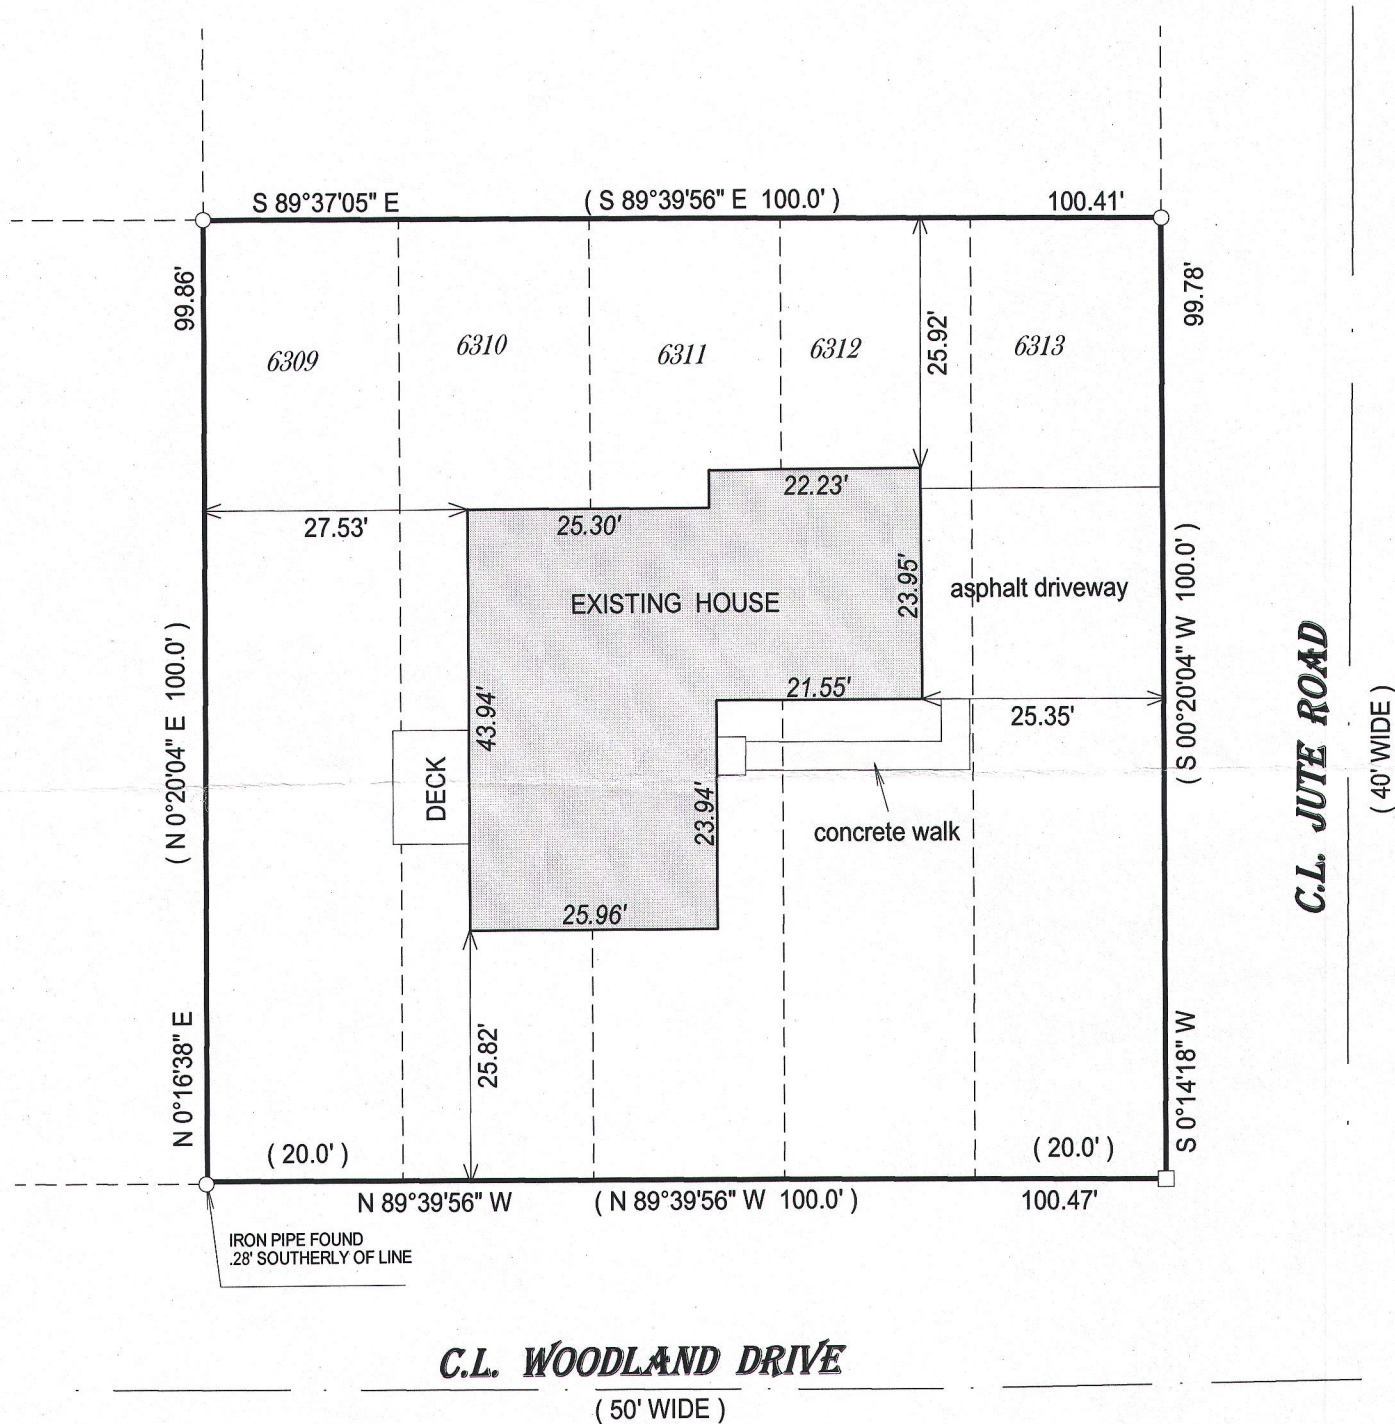 S 89°37'05" E ( S 89°39'56" E 100.0' ) 100.41'
99.86'
99.78'
6309
6310
6311
6312
6313
25.92'
27.53'
25.30'
22.23'
EXISTING HOUSE
23.95'
asphalt driveway
21.55'
25.35'
43.94'
DECK
23.94'
concrete walk
25.96'
25.82'
( N 0°20'04" E 100.0' )
( S 00°20'04" W 100.0' )
C.L. JUTE ROAD
( 40' WIDE )
N 0°16'38" E
S 0°14'18" W
( 20.0' )
( 20.0' )
N 89°39'56" W ( N 89°39'56" W 100.0' ) 100.47'
IRON PIPE FOUND
.28' SOUTHERLY OF LINE
C.L. WOODLAND DRIVE
( 50' WIDE )